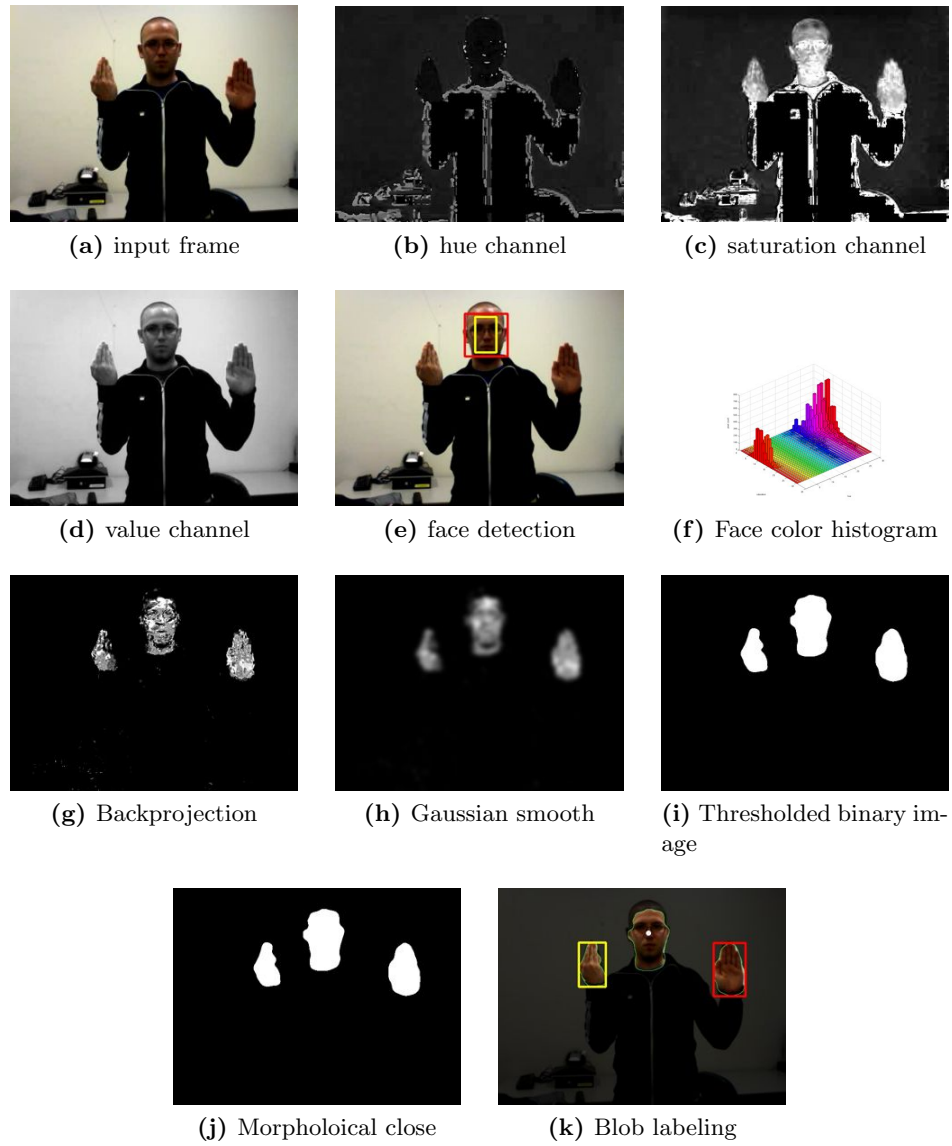 (a) input frame
(b) hue channel
(c) saturation channel
(d) value channel
(e) face detection
(f) Face color histogram
(g) Backprojection
(h) Gaussian smooth
(i) Thresholded binary im-
age
(j) Morpholoical close
(k) Blob labeling